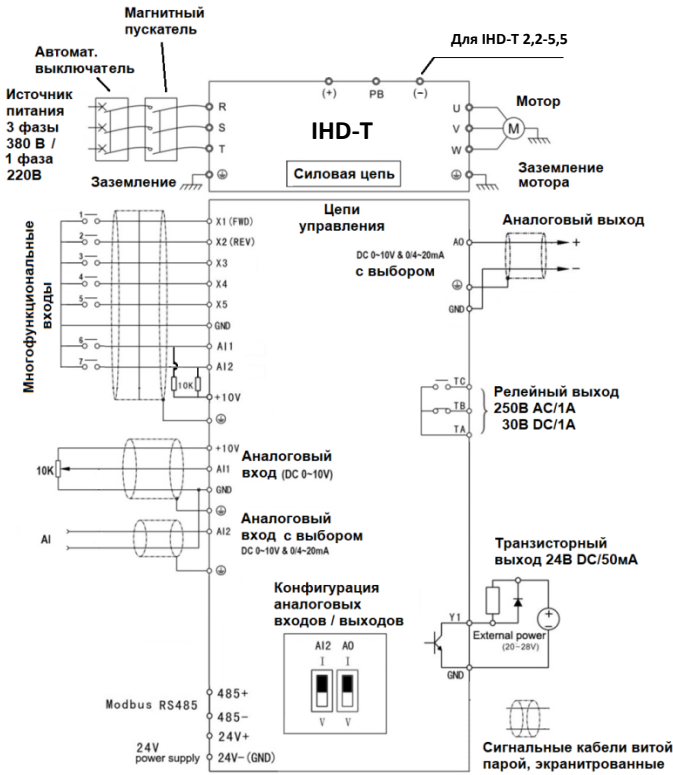 Магнитный
пускатель
Автомат.
выключатель
Источник
питания
3 фазы
380 В /
1 фаза
220В
Заземление
R
S
T
Для IHD-T 2,2-5,5
(+)
PB
(−)
IHD-T
Силовая цепь
U
V
W
M
Мотор
Заземление
мотора
Цепи
управления
Многофункциональные
входы
1
2
3
4
5
6
7
X1(FWD)
X2(REV)
X3
X4
X5
GND
AI1
AI2
10K
+10V
AO
DC 0~10V & 0/4~20mA
с выбором
GND
Аналоговый выход
+
−
TC
TB
TA
Релейный выход
250В AC/1A
30В DC/1A
10K
+10V
AI1
GND
Аналоговый
вход (DC 0~10V)
AI
AI2
Аналоговый
вход с выбором
DC 0~10V & 0/4~20mA
Транзисторный
выход 24В DC/50мА
Y1
External power
(20~28V)
+
−
GND
Конфигурация
аналоговых
входов / выходов
AI2 AO
I I
V V
Modbus RS485
485+
485-
24V
power supply
24V+
24V-(GND)
Сигнальные кабели витой
парой, экранитрованные